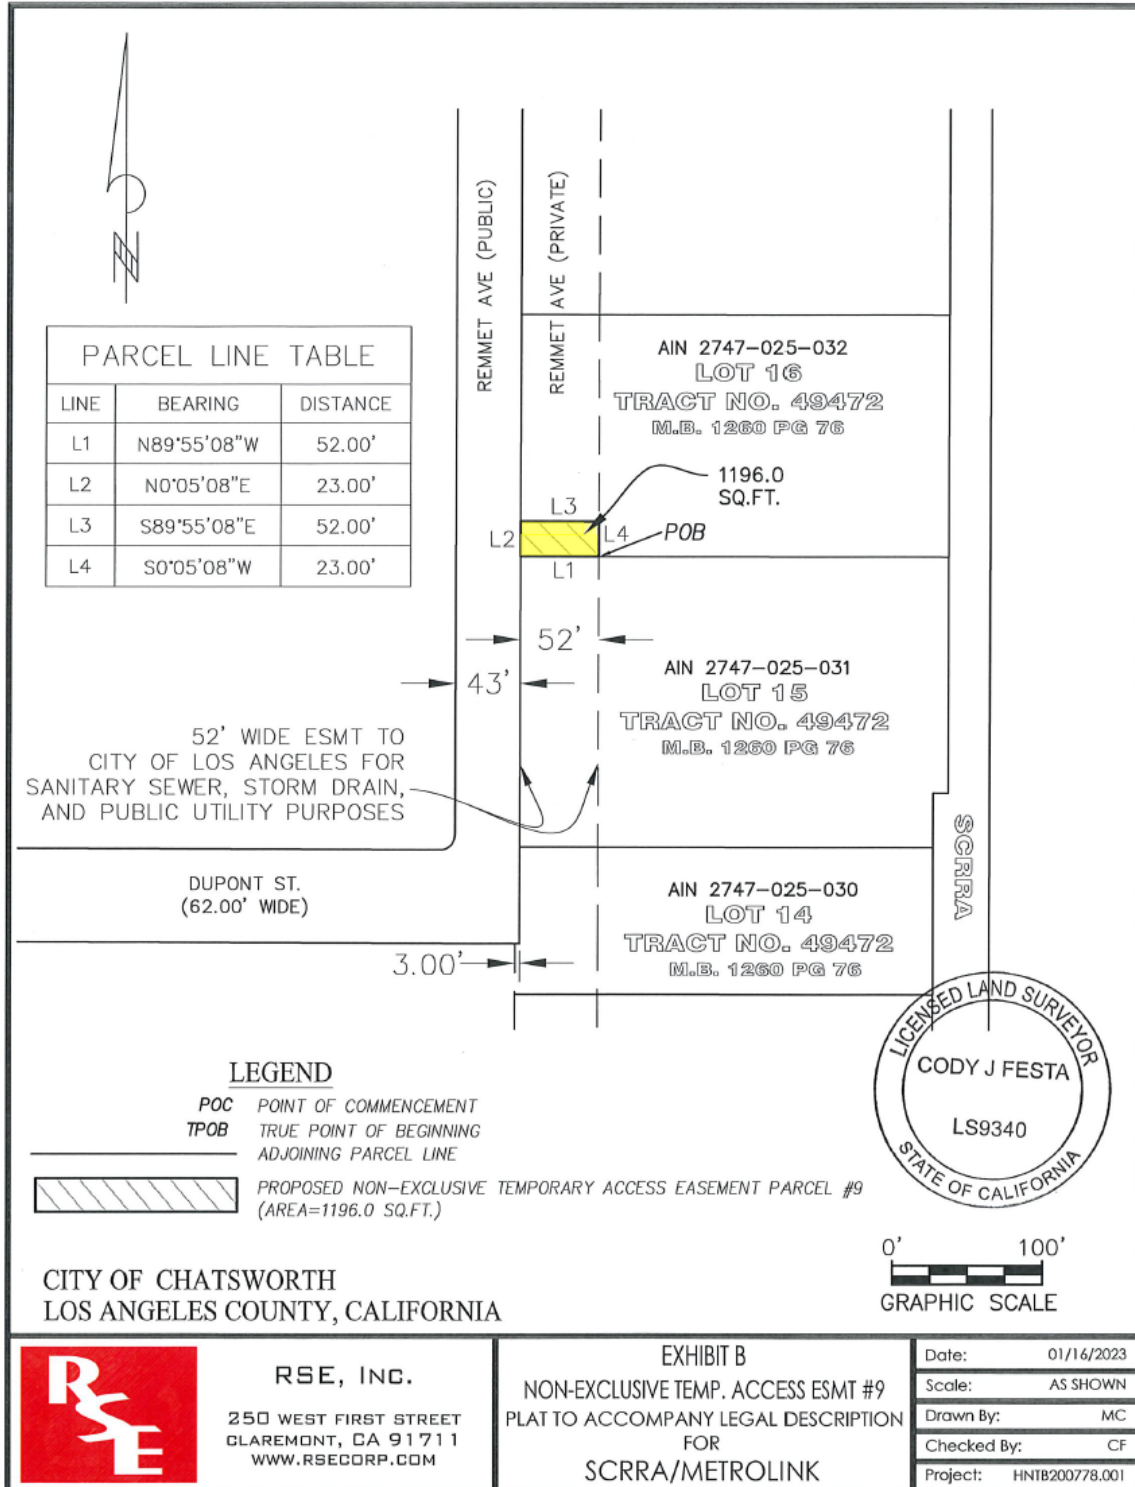 N
REMMET AVE (PUBLIC)
REMMET AVE (PRIVATE)
PARCEL LINE TABLE
LINE BEARING DISTANCE
L1 N89°55'08"W 52.00'
L2 N0°05'08"E 23.00'
L3 S89°55'08"E 52.00'
L4 S0°05'08"W 23.00'
AIN 2747-025-032
LOT 16
TRACT NO. 49472
M.B. 1260 PG 76
1196.0
SQ.FT.
L3
L2
L4
POB
L1
52'
43'
AIN 2747-025-031
LOT 15
TRACT NO. 49472
M.B. 1260 PG 76
52' WIDE ESMT TO
CITY OF LOS ANGELES FOR
SANITARY SEWER, STORM DRAIN,
AND PUBLIC UTILITY PURPOSES
SCRRA
DUPONT ST.
(62.00' WIDE)
AIN 2747-025-030
LOT 14
TRACT NO. 49472
M.B. 1260 PG 76
3.00'
LICENSED LAND SURVEYOR
CODY J FESTA
LS9340
STATE OF CALIFORNIA
LEGEND
POC POINT OF COMMENCEMENT
TPOB TRUE POINT OF BEGINNING
ADJOINING PARCEL LINE
PROPOSED NON-EXCLUSIVE TEMPORARY ACCESS EASEMENT PARCEL #9
(AREA=1196.0 SQ.FT.)
0' 100'
GRAPHIC SCALE
CITY OF CHATSWORTH
LOS ANGELES COUNTY, CALIFORNIA
RSE
RSE, INC.
250 WEST FIRST STREET
CLAREMONT, CA 91711
WWW.RSECORP.COM
EXHIBIT B
NON-EXCLUSIVE TEMP. ACCESS ESMT #9
PLAT TO ACCOMPANY LEGAL DESCRIPTION
FOR
SCRRA/METROLINK
Date: 01/16/2023
Scale: AS SHOWN
Drawn By: MC
Checked By: CF
Project: HNTB200778.001